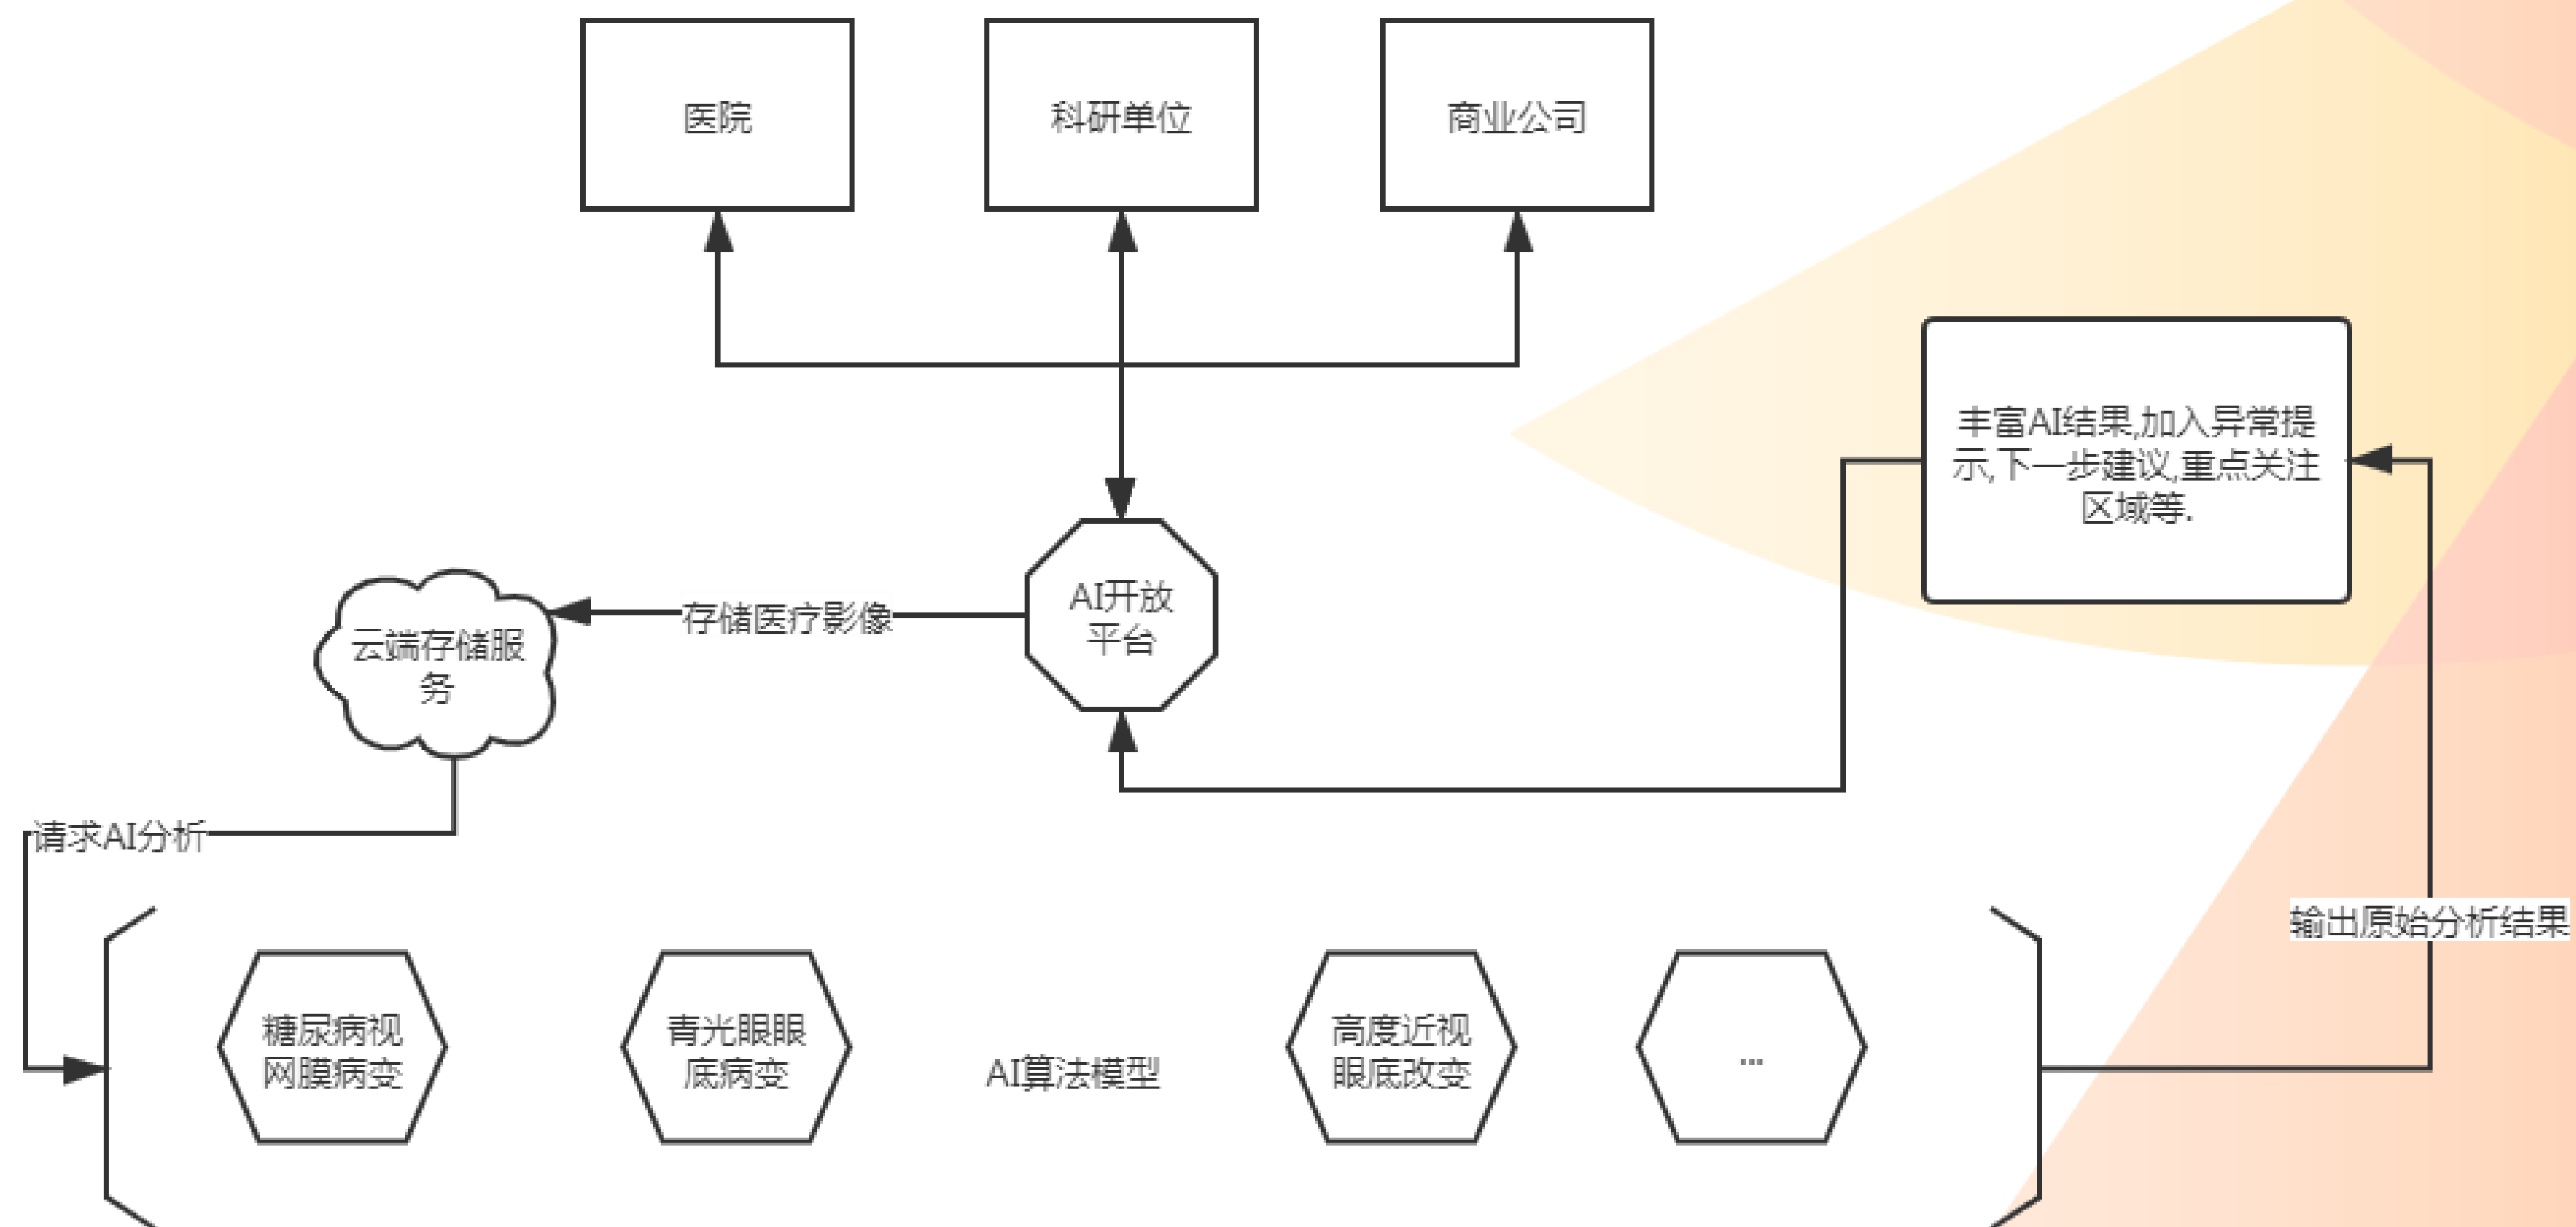 医院
科研单位
商业公司
丰富AI结果,加入异常提
示,下一步建议,重点关注
区域等.
AI开放
平台
存储医疗影像
云端存储服
务
请求AI分析
输出原始分析结果
糖尿病视
网膜病变
青光眼眼
底病变
AI算法模型
高度近视
眼底改变
...